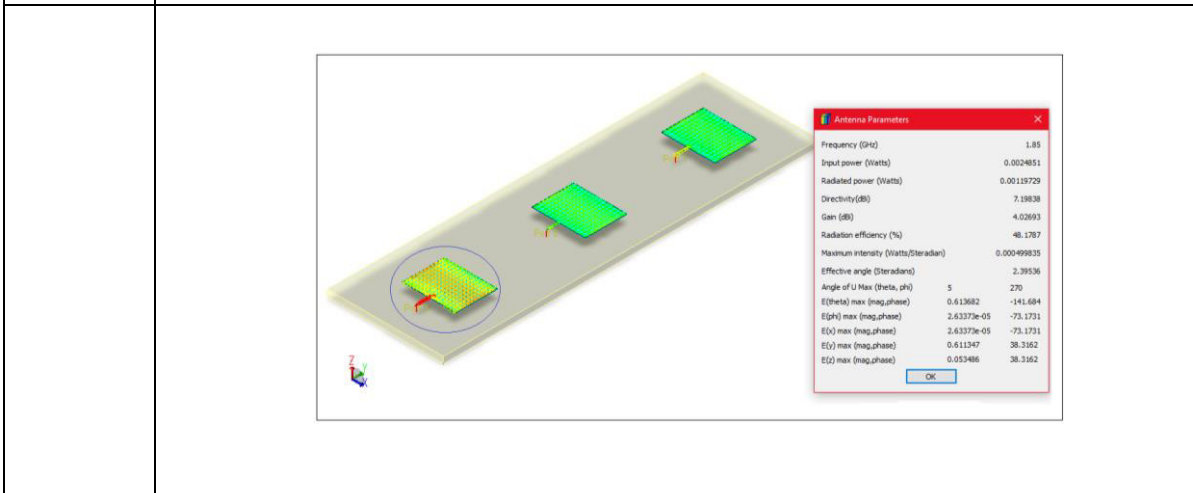 Antenna Parameters
Frequency (GHz) 1.85
Input power (Watts) 0.0024851
Radiated power (Watts) 0.00119729
Directivity(dBi) 7.19838
Gain (dBi) 4.02693
Radiation efficiency (%) 48.1787
Maximum intensity (Watts/Steradian) 0.000499835
Effective angle (Steradians) 2.39536
Angle of U Max (theta, phi) 5 270
E(theta) max (mag,phase) 0.613682 -141.684
E(phi) max (mag,phase) 2.63373e-05 -73.1731
E(x) max (mag,phase) 2.63373e-05 -73.1731
E(y) max (mag,phase) 0.611347 38.3162
E(z) max (mag,phase) 0.053486 38.3162
OK
Z
Y
X